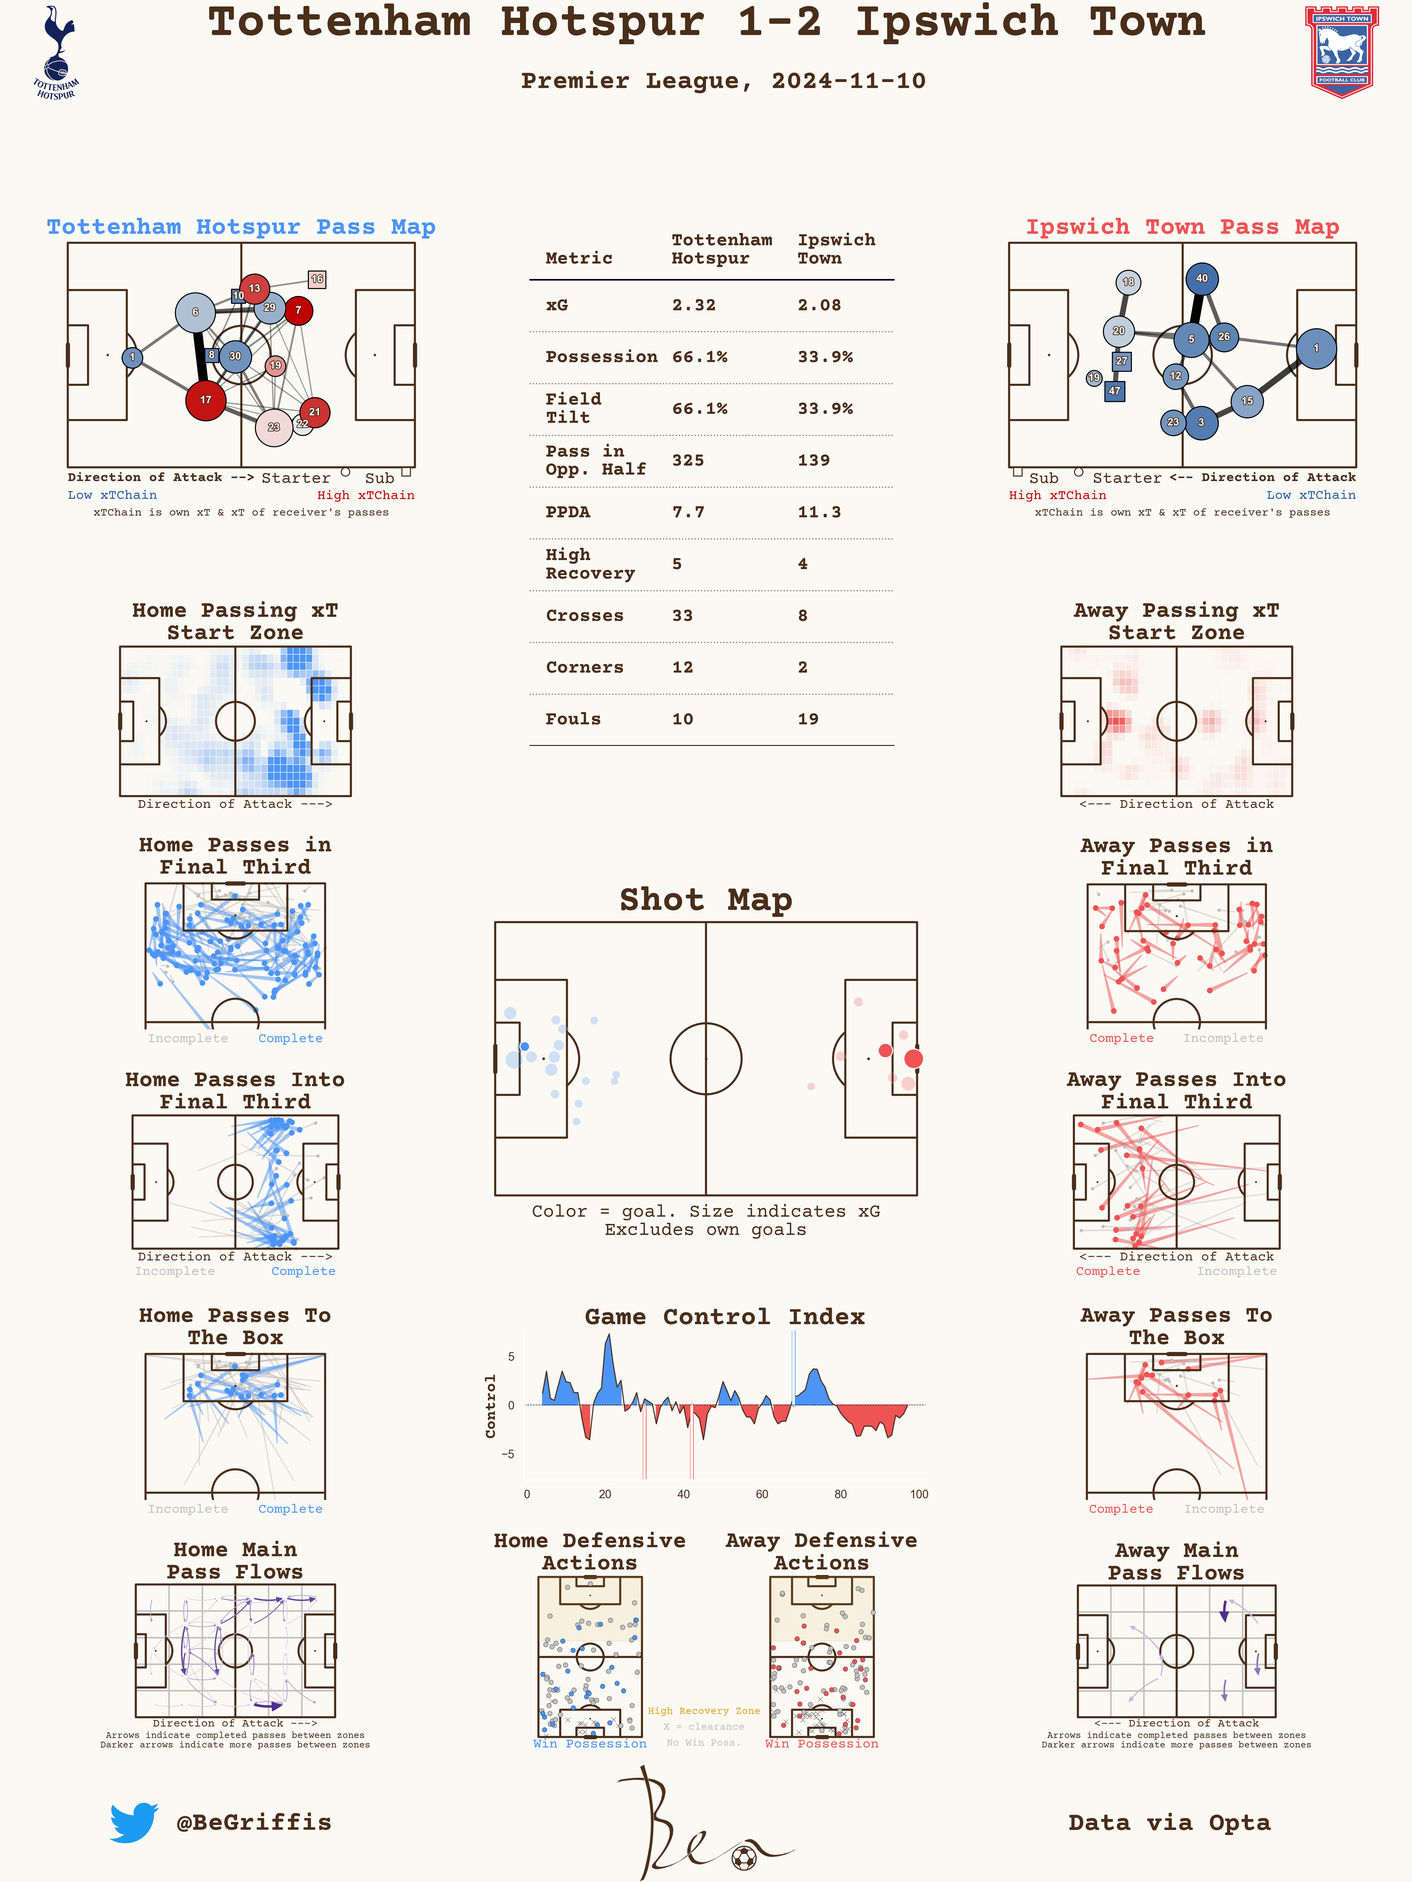 Tottenham Hotspur 1-2 Ipswich Town
Premier League, 2024-11-10
TOTTENHAM
HOTSPUR
IPSWICH TOWN
FOOTBALL CLUB
Tottenham Hotspur Pass Map
16
13
10
29
7
6
1
8
30
19
17
21
22
23
Direction of Attack --> Starter Sub
Low xTChain High xTChain
xTChain is own xT & xT of receiver's passes
Metric Tottenham Hotspur Ipswich Town
xG 2.32 2.08
Possession 66.1% 33.9%
Field Tilt 66.1% 33.9%
Pass in Opp. Half 325 139
PPDA 7.7 11.3
High Recovery 5 4
Crosses 33 8
Corners 12 2
Fouls 10 19
Ipswich Town Pass Map
18
40
20
5
26
1
27
19
12
47
15
23
3
Sub Starter <-- Direction of Attack
High xTChain Low xTChain
xTChain is own xT & xT of receiver's passes
Home Passing xT
Start Zone
Direction of Attack --->
Away Passing xT
Start Zone
<--- Direction of Attack
Home Passes in
Final Third
Incomplete Complete
Away Passes in
Final Third
Complete Incomplete
Shot Map
Color = goal. Size indicates xG
Excludes own goals
Home Passes Into
Final Third
Direction of Attack --->
Incomplete Complete
Away Passes Into
Final Third
<--- Direction of Attack
Complete Incomplete
Home Passes To
The Box
Incomplete Complete
Game Control Index
Control
5
0
−5
0 20 40 60 80 100
Away Passes To
The Box
Complete Incomplete
Home Main
Pass Flows
Direction of Attack --->
Arrows indicate completed passes between zones
Darker arrows indicate more passes between zones
Home Defensive
Actions
Win Possession
High Recovery Zone
X = clearance
No Win Poss.
Away Defensive
Actions
Win Possession
Away Main
Pass Flows
<--- Direction of Attack
Arrows indicate completed passes between zones
Darker arrows indicate more passes between zones
@BeGriffis
Ben
Data via Opta